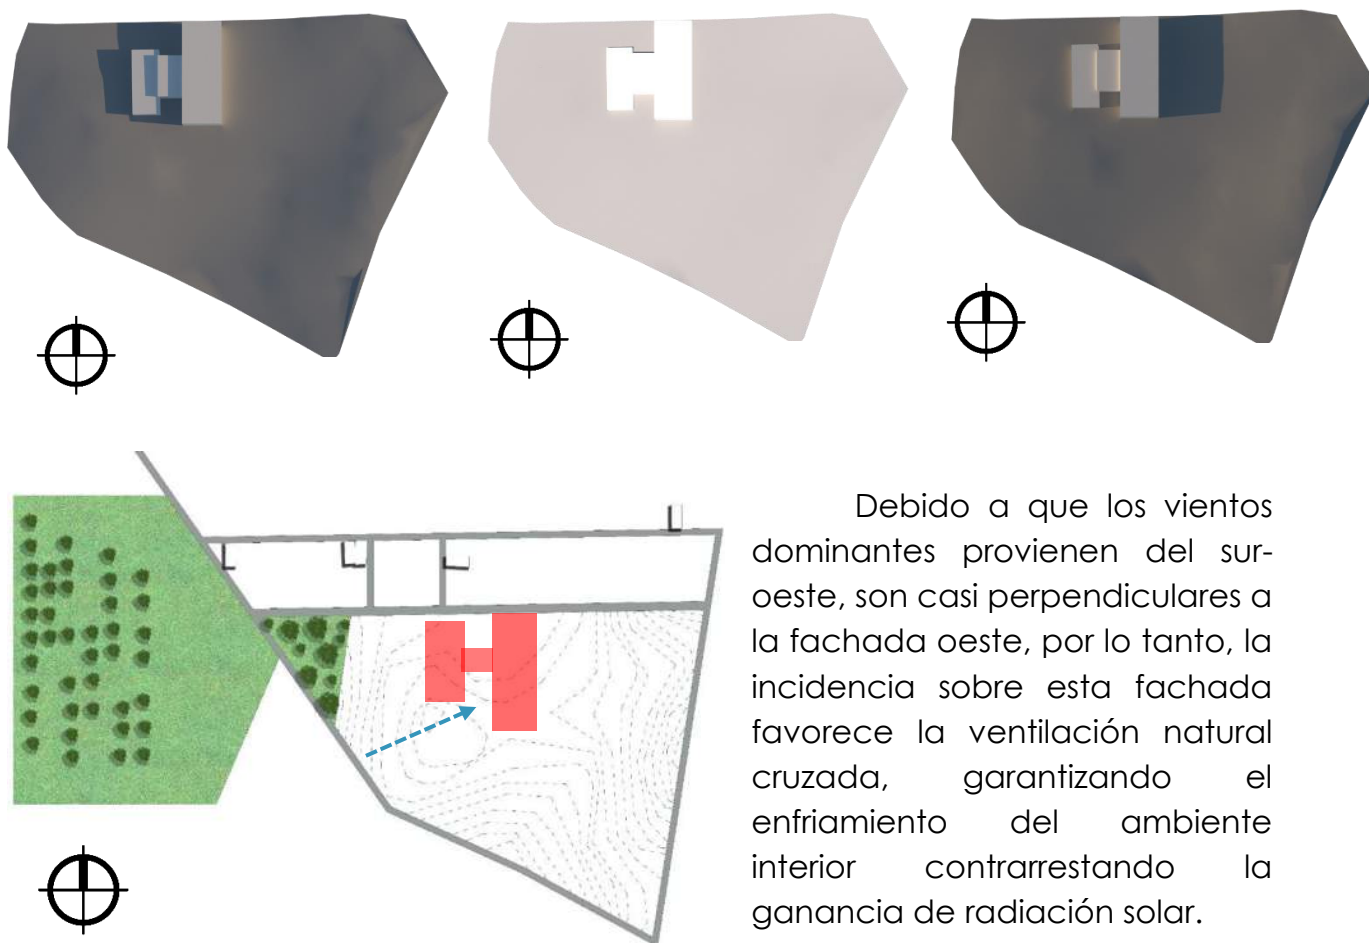 Debido a que los vientos
dominantes provienen del sur-
oeste, son casi perpendiculares a
la fachada oeste, por lo tanto, la
incidencia sobre esta fachada
favorece la ventilación natural
cruzada, garantizando el
enfriamiento del ambiente
interior contrarrestando la
ganancia de radiación solar.